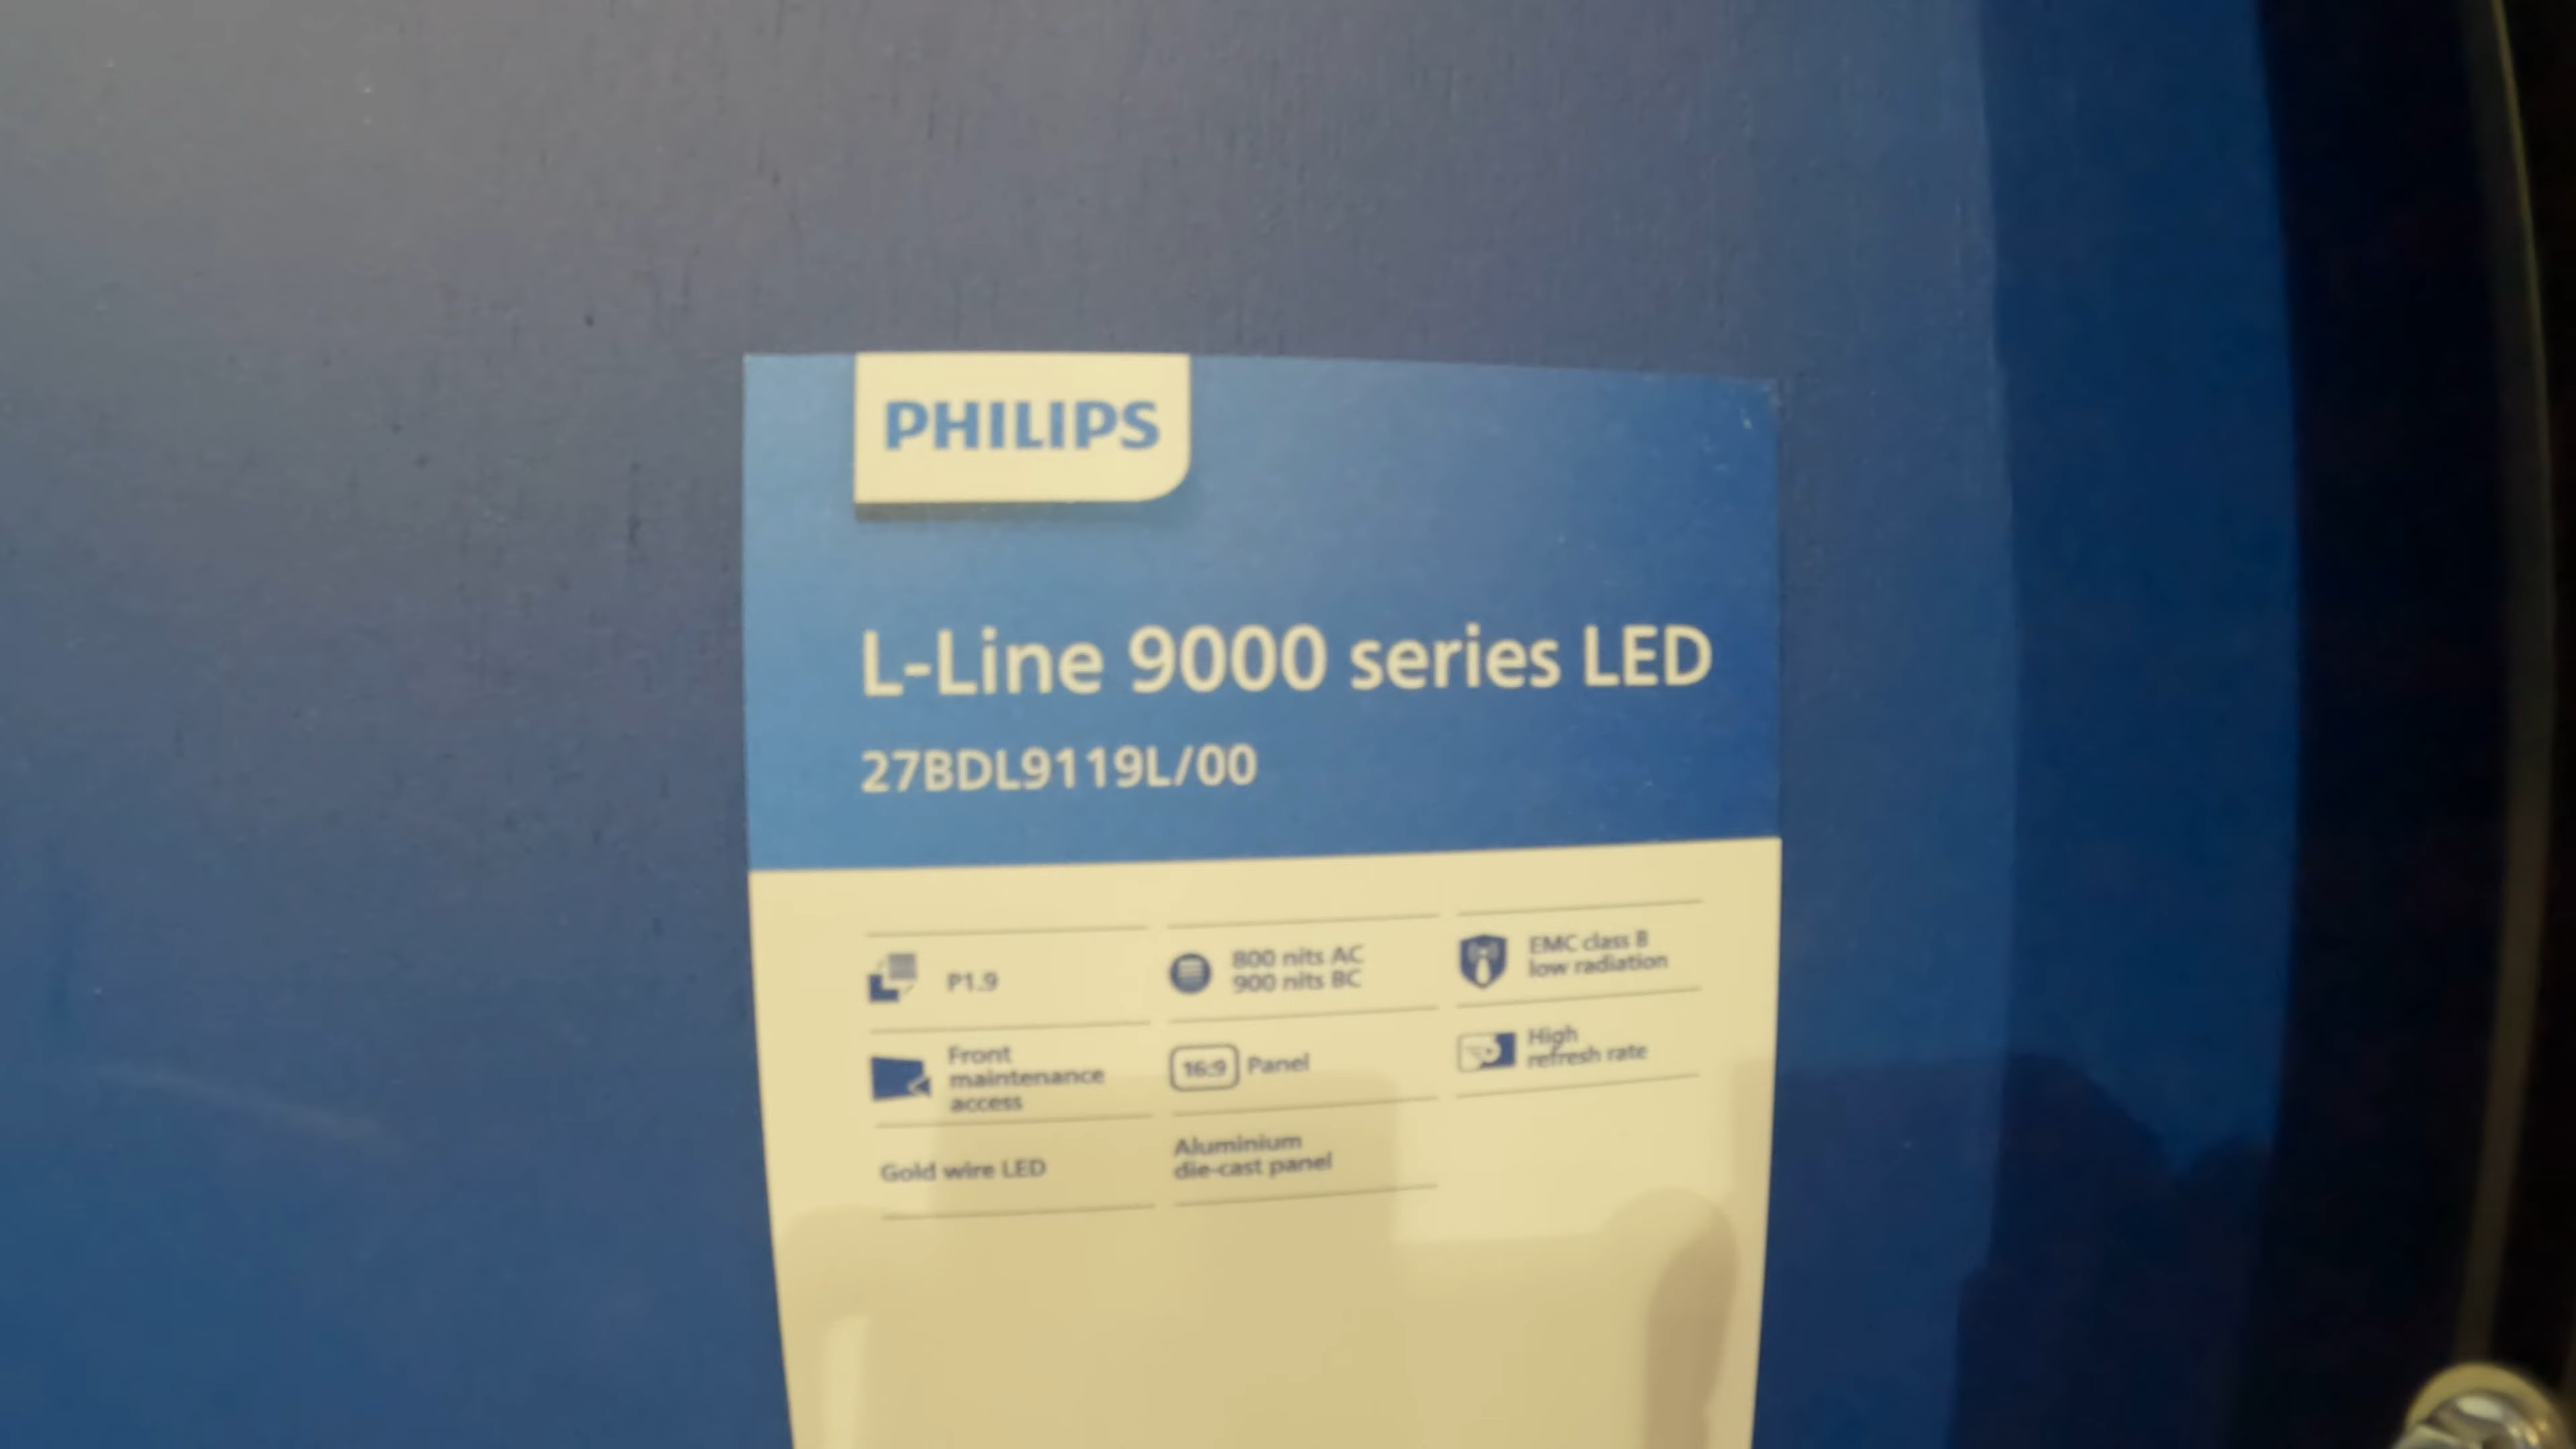 PHILIPS
L-Line 9000 series LED
27BDL9119L/00
P1.9
800 nits AC
900 nits BC
EMC class B
low radiation
Front
maintenance
access
16:9 Panel
High
refresh rate
Gold wire LED
Aluminium
die-cast panel